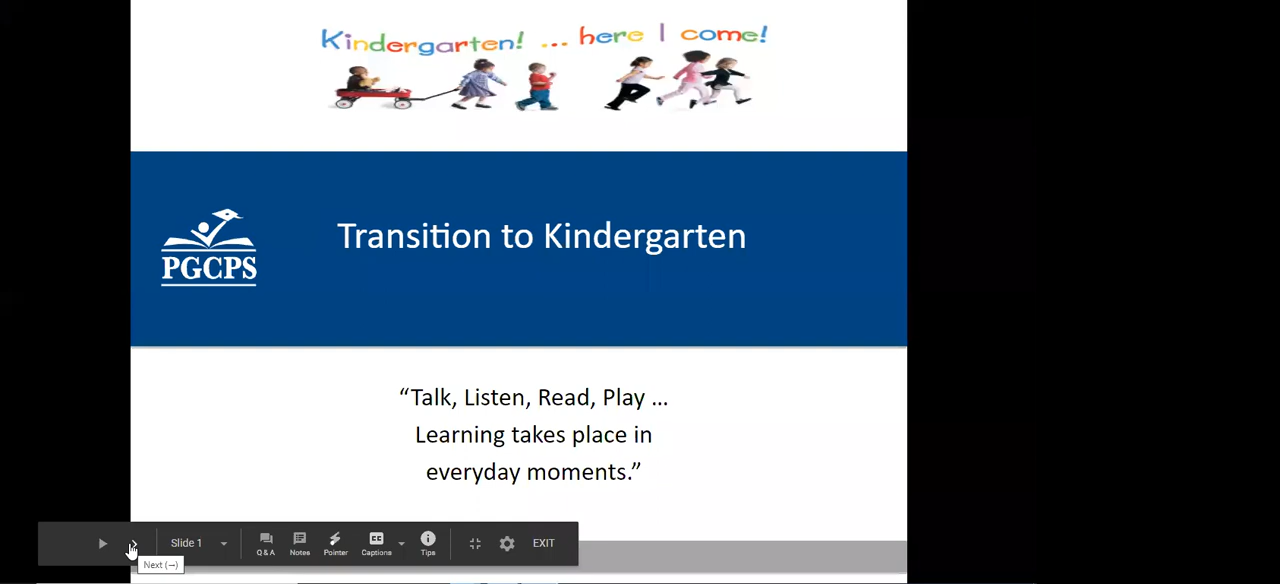 Kindergarten! ... here I come!
PGCPS
Transition to Kindergarten
“Talk, Listen, Read, Play ...
Learning takes place in
everyday moments.”
Slide 1
Q & A
Notes
Pointer
CC
Captions
Tips
EXIT
Next (→)